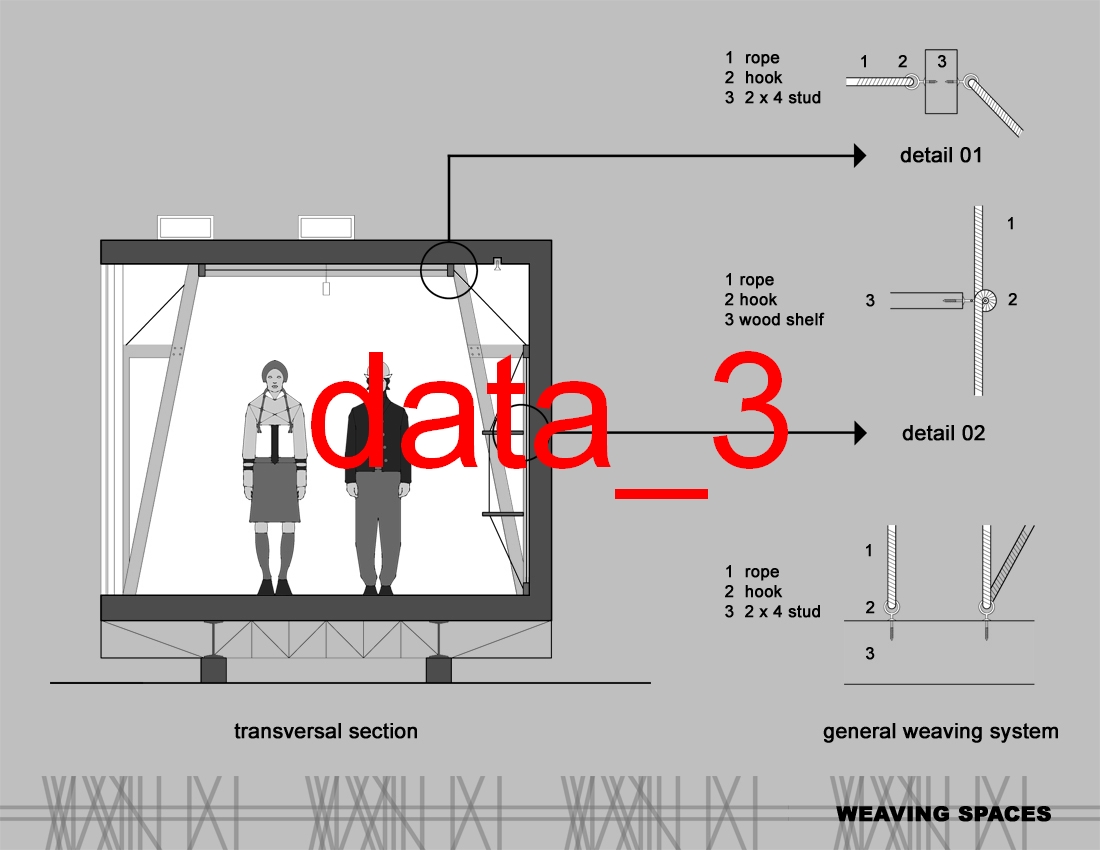 1 rope
2 hook
3 2 x 4 stud
1 2 3
detail 01
1
1 rope
2 hook
3 wood shelf
3 2
data_3
detail 02
1 rope
2 hook
3 2 x 4 stud
1
2
3
transversal section
general weaving system
WEAVING SPACES